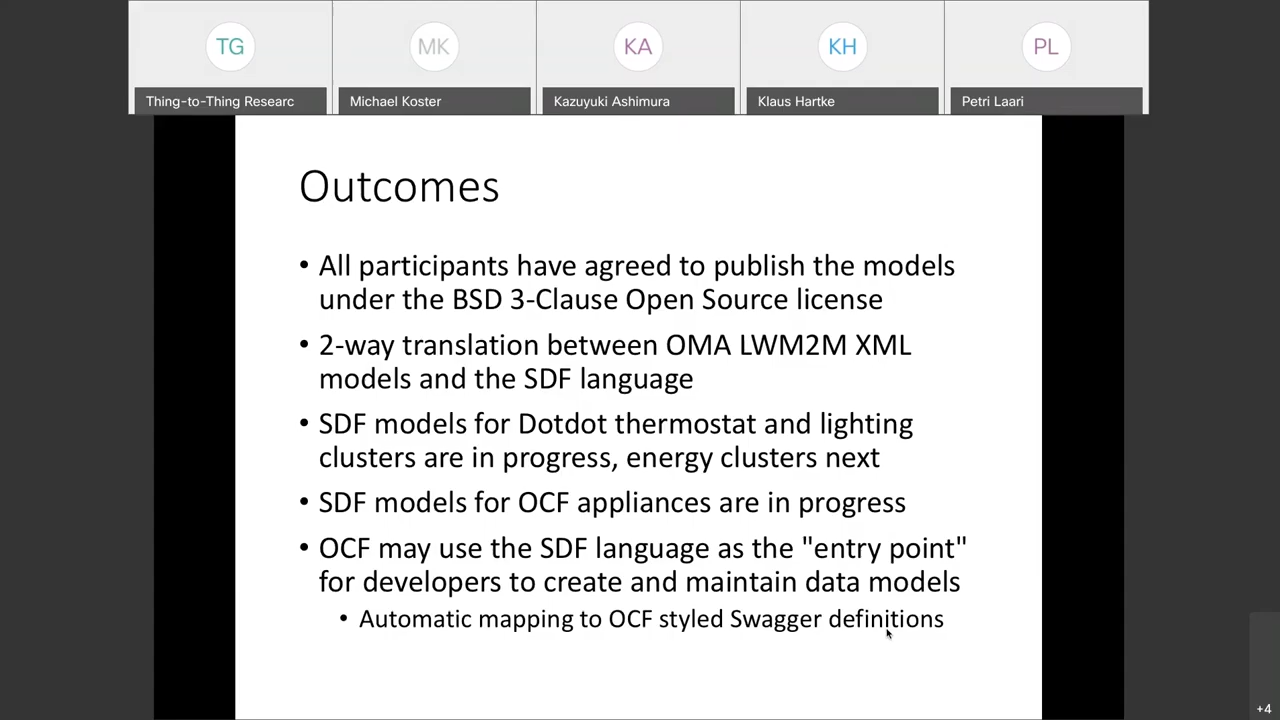 TG
MK
KA
KH
PL
Thing-to-Thing Researc
Michael Koster
Kazuyuki Ashimura
Klaus Hartke
Petri Laari
Outcomes
• All participants have agreed to publish the models
under the BSD 3-Clause Open Source license
• 2-way translation between OMA LWM2M XML
models and the SDF language
• SDF models for Dotdot thermostat and lighting
clusters are in progress, energy clusters next
• SDF models for OCF appliances are in progress
• OCF may use the SDF language as the "entry point"
for developers to create and maintain data models
• Automatic mapping to OCF styled Swagger definitions
+4